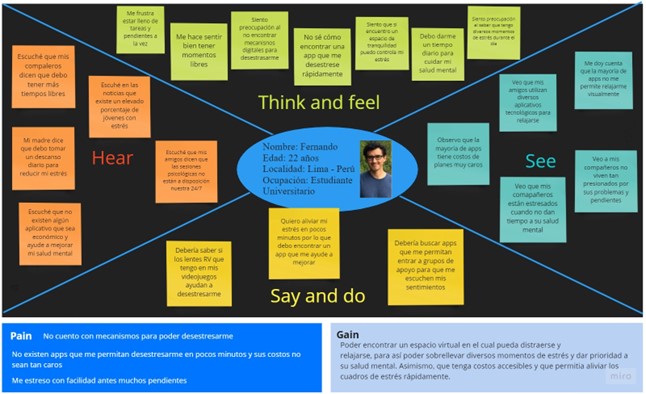 Me frustra
estar lleno de
tareas y
pendientes a
la vez
Me hace sentir
bien tener
momentos
libres
Siento
preocupación al
no encontrar
mecanismos
digitales para
desestrasarme
No sé cómo
encontrar una
app que me
desestrese
rápidamente
Siento que si
encuentro un
espacio de
tranquilidad
puedo controlar mi
estrés
Debo darme
un tiempo
diario para
cuidar mi
salud mental
Siento preocupación
al saber que tengo
diversos momentos
de estrés durante el
día
Think and feel
Escuché que mis
compañeros
dicen que debo
tener más
tiempos libres
Escuché en las
noticias que
existe un elevado
porcentaje de
jóvenes con
estrés
Mi madre dice
que debo tomar
un descanso
diario para
reducir mi estrés
Hear
Escuché que mis
amigos dicen que
las sesiones
psicológicas no
están a disposición
nuestra 24/7
Escuché que no
existen algún
aplicativo que sea
económico y
ayude a mejorar
mi salud mental
Nombre: Fernando
Edad: 22 años
Localidad: Lima - Perú
Ocupación: Estudiante
Universitario
Veo que mis
amigos utilizan
diversos
aplicativos
tecnológicos para
relajarse
Me doy cuenta
que la mayoría de
apps no me
permite relajarme
visualmente
Observo que la
mayoría de apps
tiene costos de
planes muy caros
See
Veo que mis
comapañeros
están estresados
cuando no dan
tiempo a su salud
mental
Veo a mis
compañeros no
viven tan
presionados por
sus problemas y
pendientes
Debería saber si
los lentes RV que
tengo en mis
videojuegos
ayudan a
desestresarme
Quiero aliviar mi
estrés en pocos
minutos por lo que
debo encontrar un
app que me ayude a
mejorar
Debería buscar apps
que me permitan
entrar a grupos de
apoyo para que me
escuchen mis
sentimientos
Say and do
Pain No cuento con mecanismos para poder desestresarme
No existen apps que me permitan desestresarme en pocos minutos y sus costos no
sean tan caros
Me estreso con facilidad antes muchos pendientes
Gain
Poder encontrar un espacio virtual en el cual pueda distraerse y
relajarse, para así poder sobrellevar diversos momentos de estrés y dar prioridad a
su salud mental. Asimismo, que tenga costos accesibles y que permitia aliviar los
cuadros de estrés rápidamente.
miro